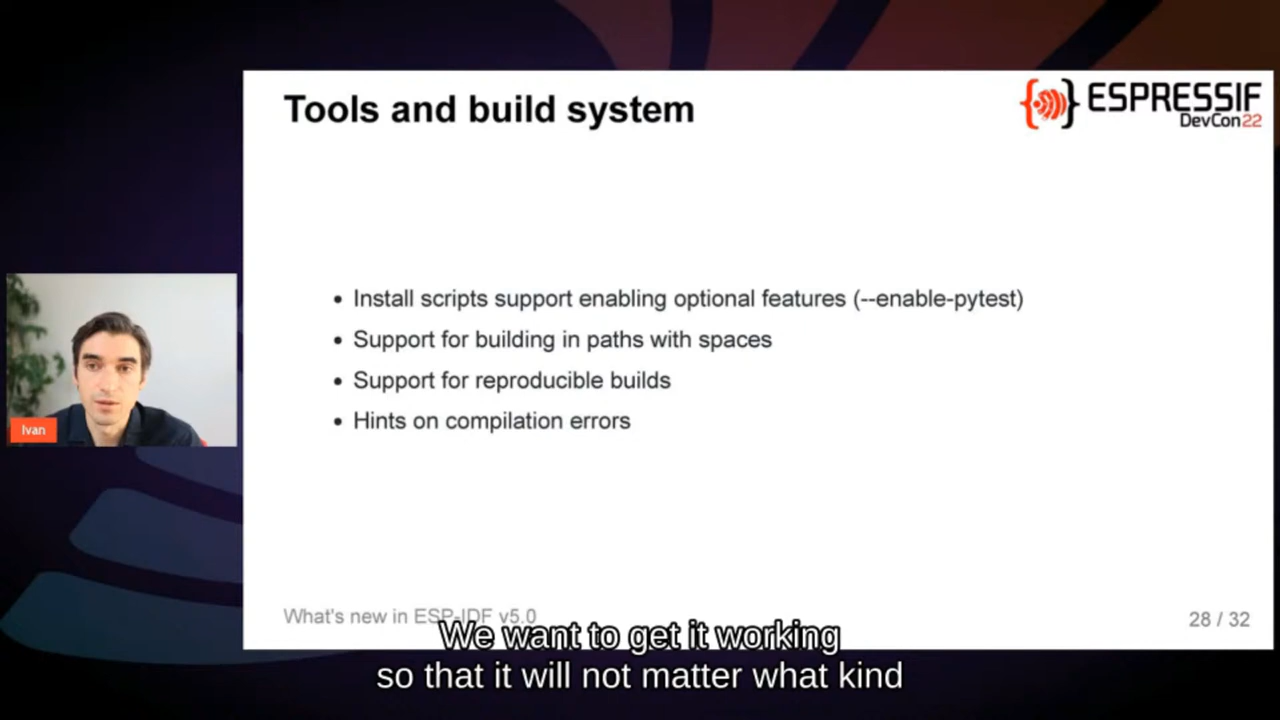 Tools and build system
ESPRESSIF
DevCon22
• Install scripts support enabling optional features (--enable-pytest)
• Support for building in paths with spaces
• Support for reproducible builds
• Hints on compilation errors
Ivan
What's new in ESP-IDF v5.0
28 / 32
We want to get it working
so that it will not matter what kind